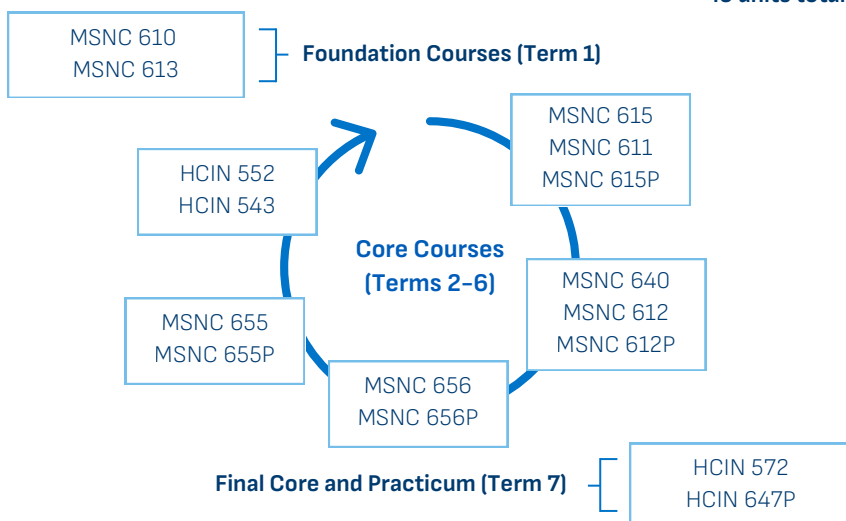 MSNC 610
MSNC 613
Foundation Courses (Term 1)
MSNC 615
MSNC 611
MSNC 615P
HCIN 552
HCIN 543
Core Courses
(Terms 2-6)
MSNC 640
MSNC 612
MSNC 612P
MSNC 655
MSNC 655P
MSNC 656
MSNC 656P
Final Core and Practicum (Term 7)
HCIN 572
HCIN 647P